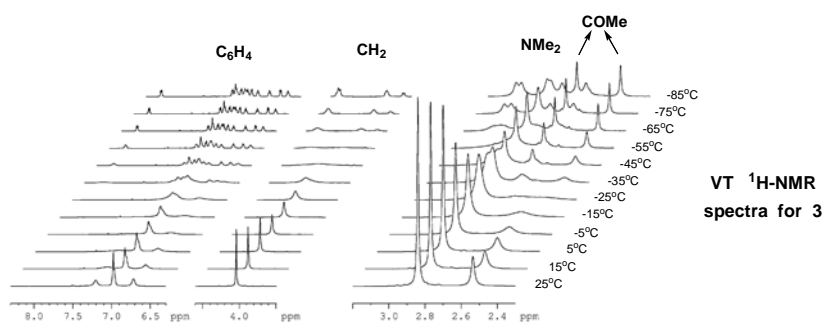 COMe
C₆H₄ CH₂ NMe₂
-85°C
-75°C
-65°C
-55°C
-45°C
-35°C
-25°C
-15°C
-5°C
5°C
15°C
25°C
VT ¹H-NMR
spectra for 3
8.0 7.5 7.0 6.5 ppm 4.0 ppm 3.2 3.0 2.8 2.6 2.4 ppm